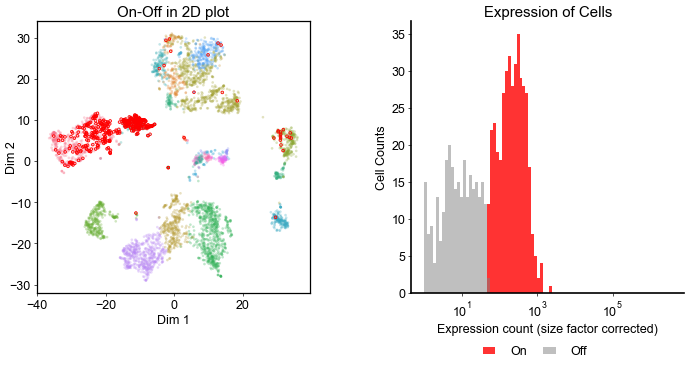 On-Off in 2D plot
30
20
10
0
−10
−20
−30
−40
−20
0
20
Dim 2
Dim 1
Expression of Cells
35
30
25
20
15
10
5
0
10^1
10^3
10^5
Cell Counts
Expression count (size factor corrected)
On
Off